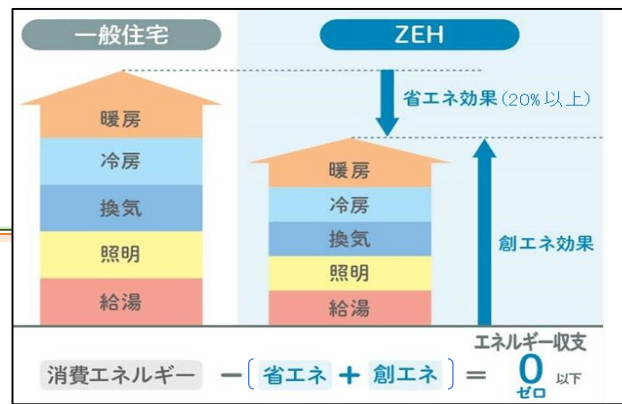 一般住宅
ZEH
省エネ効果(20%以上)
暖房
冷房
換気
照明
給湯
暖房
冷房
換気
照明
給湯
創エネ効果
エネルギー収支
消費エネルギー －(省エネ + 創エネ) = 0 以下
ゼロ